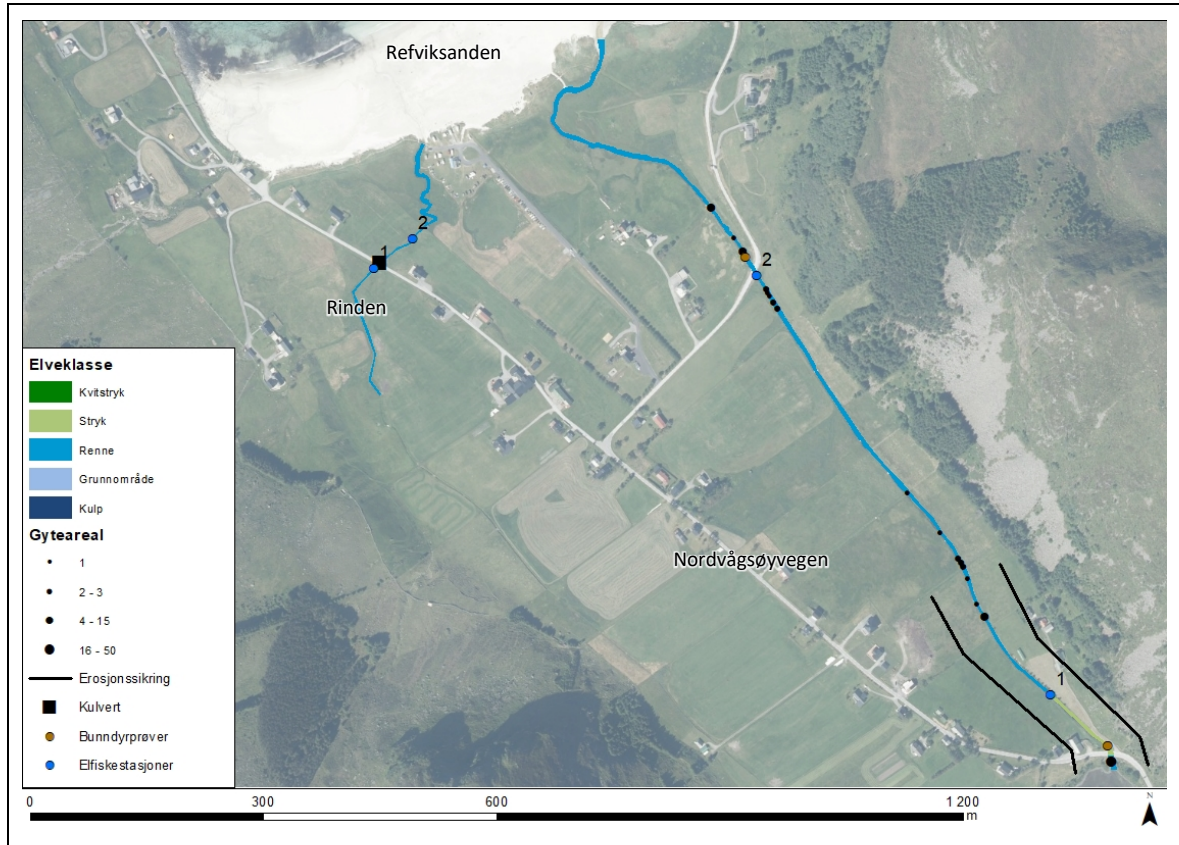 Refviksanden
2
1
Rinden
2
Nordvågsøyvegen
1
Elveklasse
Kvitstryk
Stryk
Renne
Grunnområde
Kulp
Gyteareal
1
2 - 3
4 - 15
16 - 50
Erosjonssikring
Kulvert
Bunndyrprøver
Elfiskestasjoner
0 300 600 1 200
m
N